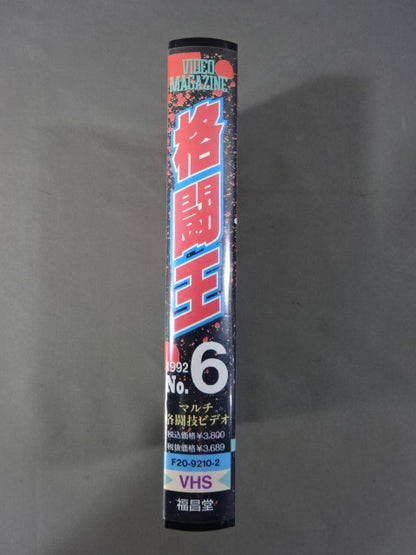 VIDEO
MAGAZINE
格闘王
1992
No.6
マルチ
格闘技ビデオ
税込価格¥3,800
税抜価格¥3,689
F20-9210-2
VHS
福昌堂